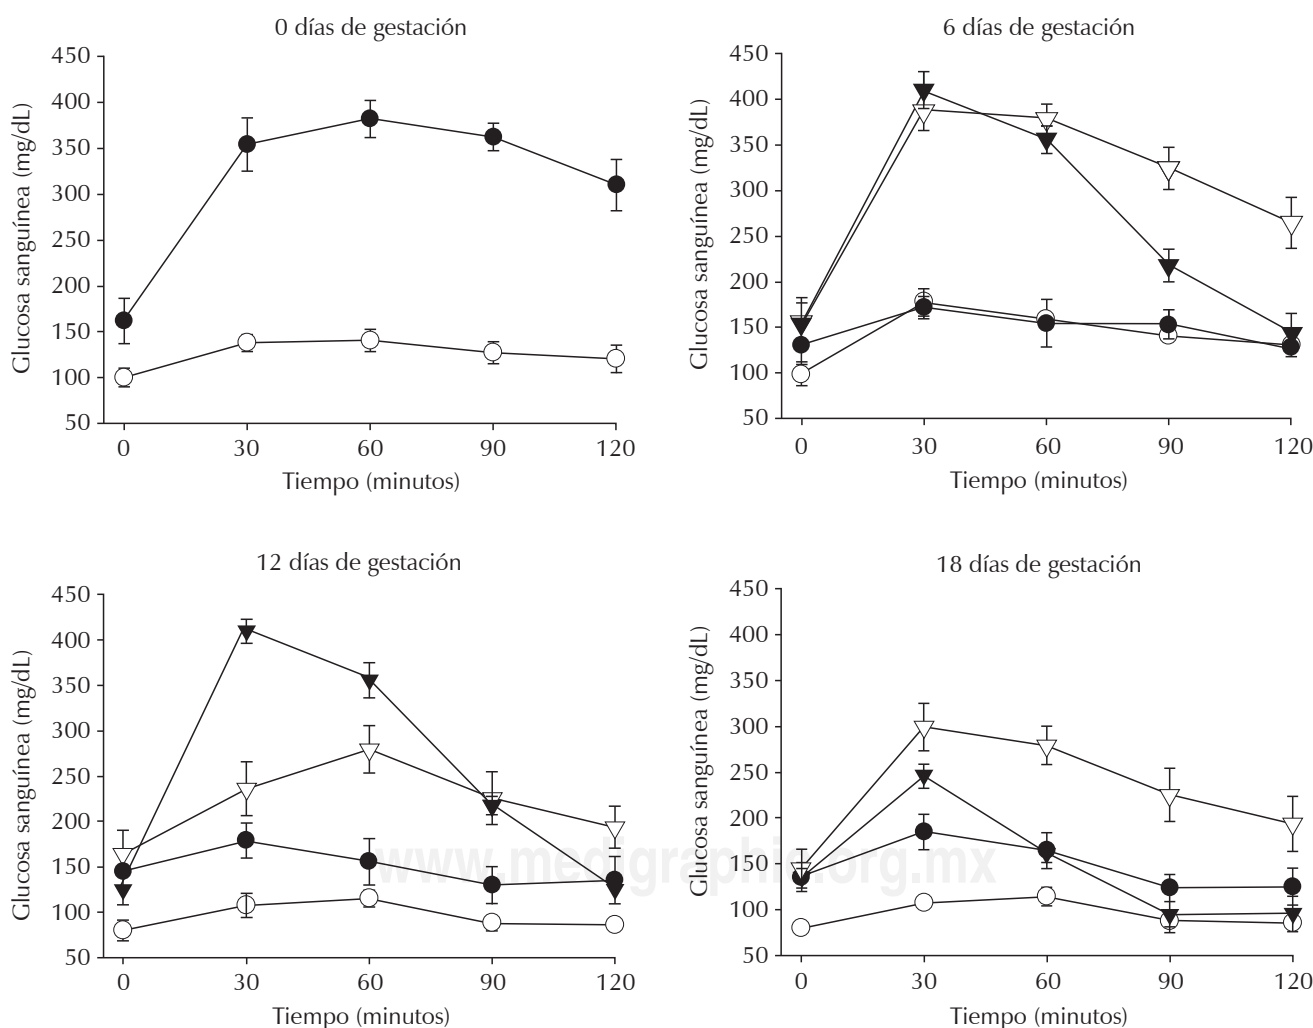 0 días de gestación
Glucosa sanguínea (mg/dL)
450
400
350
300
250
200
150
100
50
0 30 60 90 120
Tiempo (minutos)
6 días de gestación
Glucosa sanguínea (mg/dL)
450
400
350
300
250
200
150
100
50
0 30 60 90 120
Tiempo (minutos)
12 días de gestación
Glucosa sanguínea (mg/dL)
450
400
350
300
250
200
150
100
50
0 30 60 90 120
Tiempo (minutos)
18 días de gestación
Glucosa sanguínea (mg/dL)
450
400
350
300
250
200
150
100
50
0 30 60 90 120
Tiempo (minutos)
www.medigraphic.org.mx